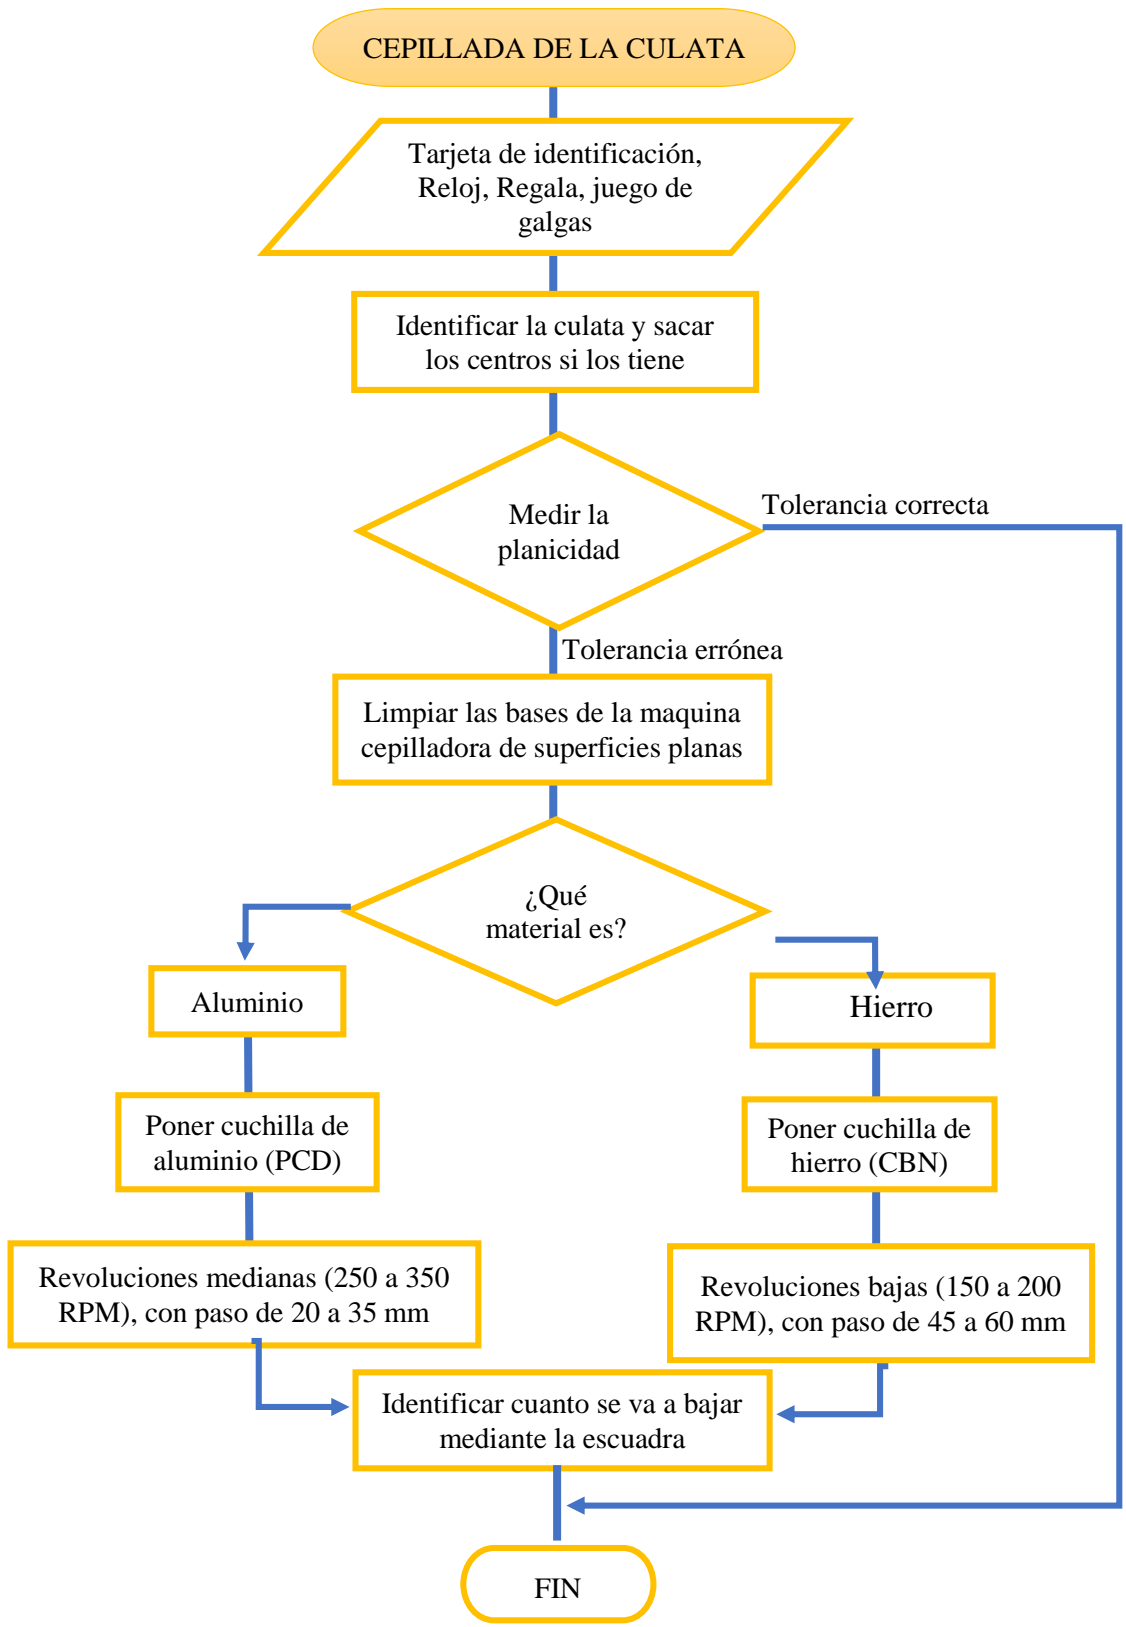 CEPILLADA DE LA CULATA
Tarjeta de identificación,
Reloj, Regala, juego de
galgas
Identificar la culata y sacar
los centros si los tiene
Medir la
planicidad
Tolerancia correcta
Tolerancia errónea
Limpiar las bases de la maquina
cepilladora de superficies planas
¿Qué
material es?
Aluminio
Hierro
Poner cuchilla de
aluminio (PCD)
Poner cuchilla de
hierro (CBN)
Revoluciones medianas (250 a 350
RPM), con paso de 20 a 35 mm
Revoluciones bajas (150 a 200
RPM), con paso de 45 a 60 mm
Identificar cuanto se va a bajar
mediante la escuadra
FIN